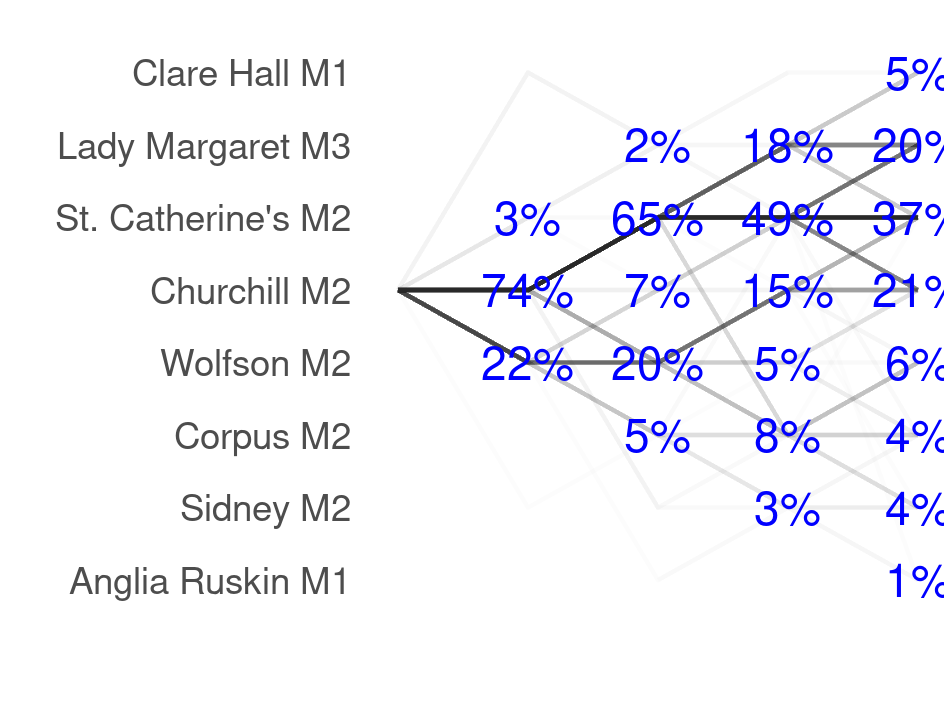 Clare Hall M1 5%
Lady Margaret M3 2% 18% 20%
St. Catherine's M2 3% 65% 49% 37%
Churchill M2 74% 7% 15% 21%
Wolfson M2 22% 20% 5% 6%
Corpus M2 5% 8% 4%
Sidney M2 3% 4%
Anglia Ruskin M1 1%